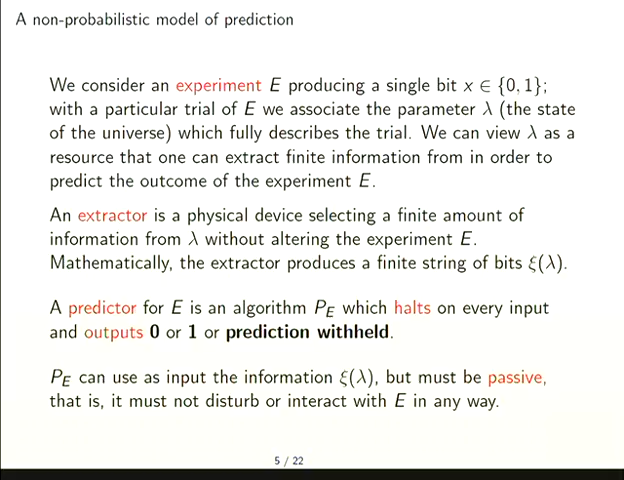 A non-probabilistic model of prediction
We consider an experiment E producing a single bit x ∈ {0, 1};
with a particular trial of E we associate the parameter λ (the state
of the universe) which fully describes the trial. We can view λ as a
resource that one can extract finite information from in order to
predict the outcome of the experiment E.
An extractor is a physical device selecting a finite amount of
information from λ without altering the experiment E.
Mathematically, the extractor produces a finite string of bits ξ(λ).
A predictor for E is an algorithm P_E which halts on every input
and outputs 0 or 1 or prediction withheld.
P_E can use as input the information ξ(λ), but must be passive,
that is, it must not disturb or interact with E in any way.
5 / 22